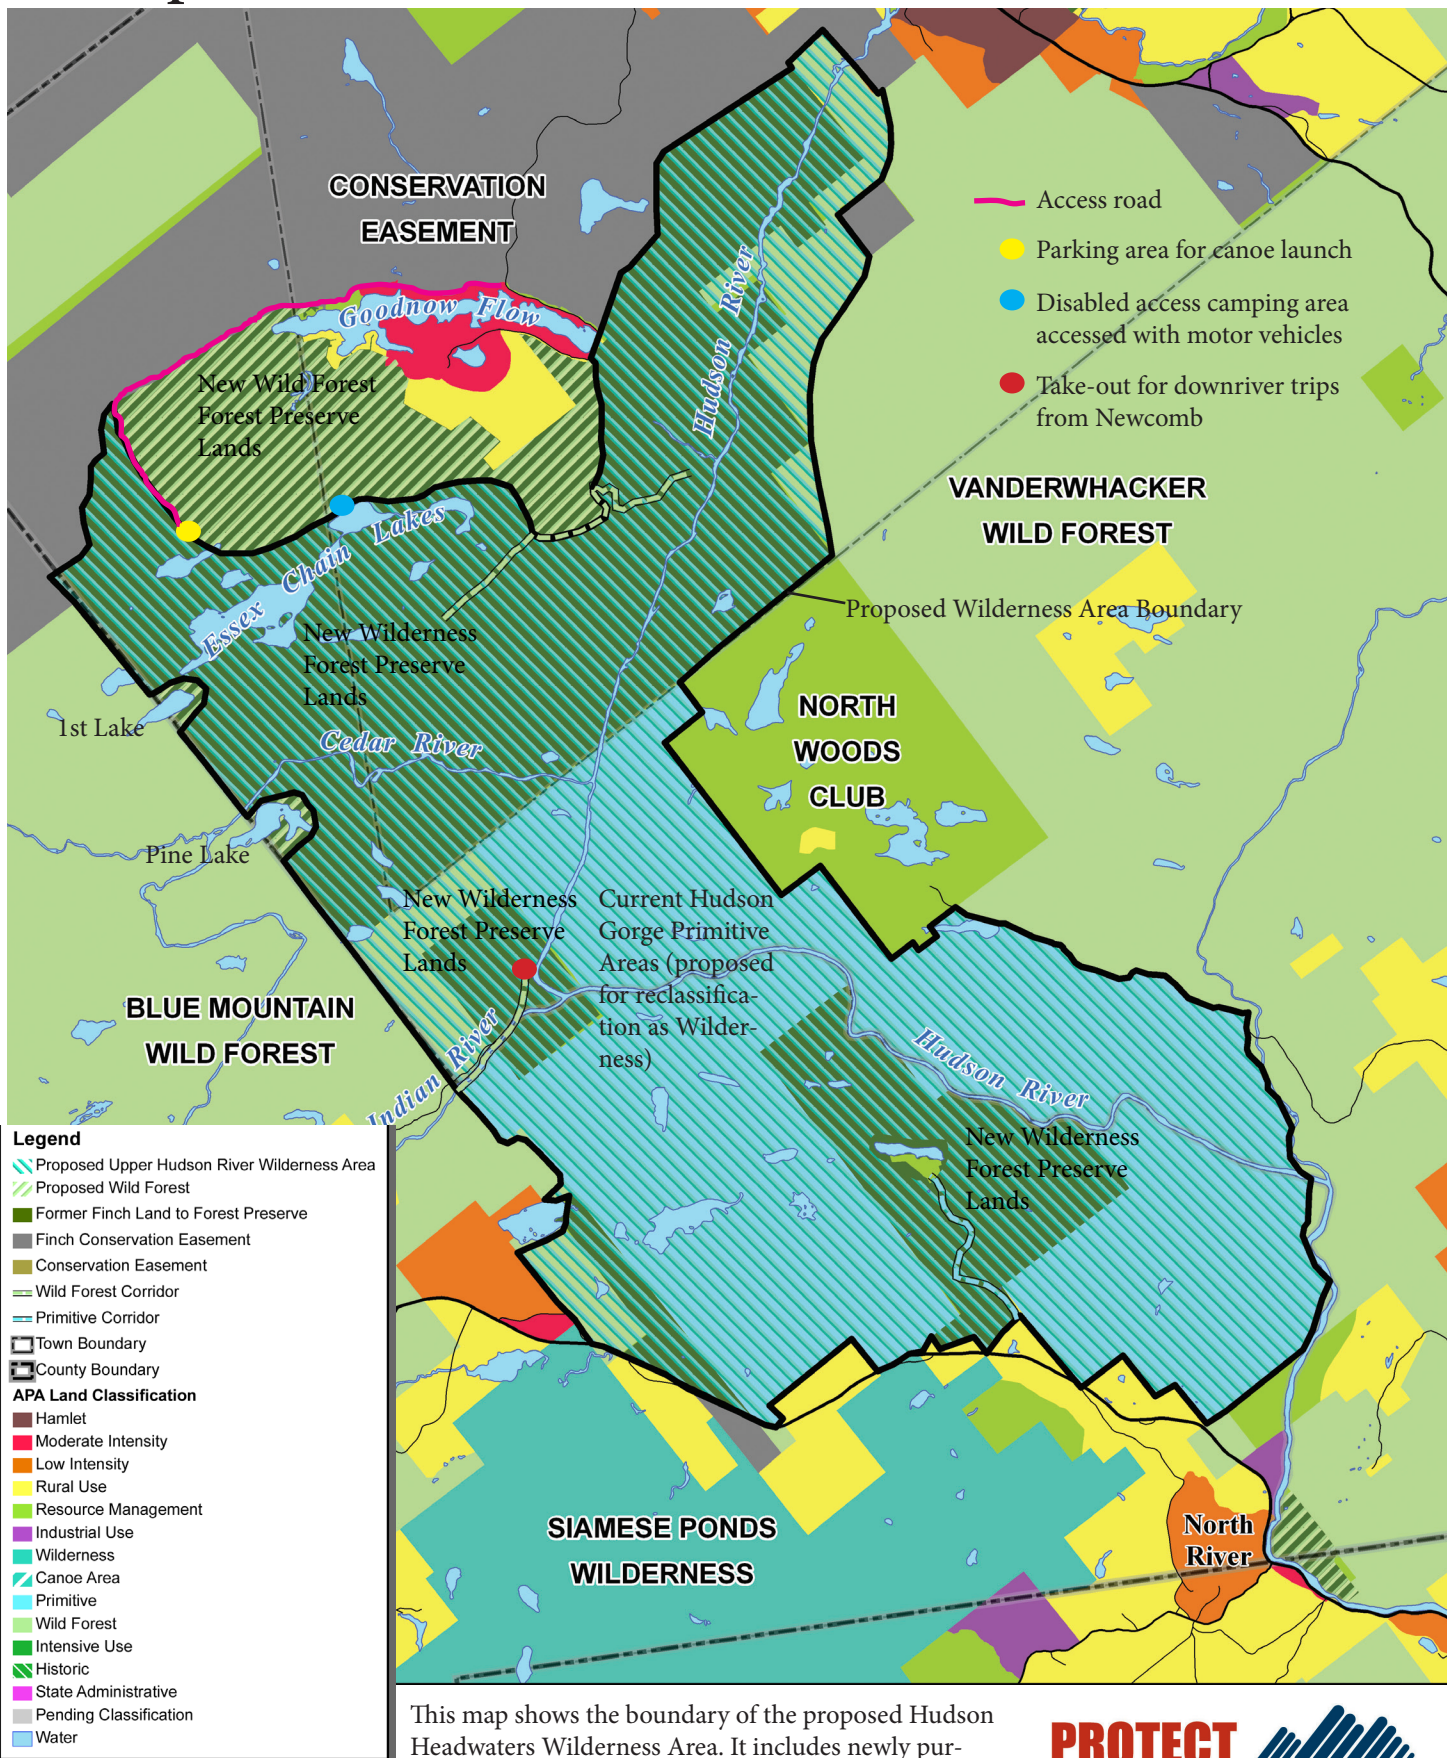 CONSERVATION
EASEMENT
Access road
Parking area for canoe launch
Disabled access camping area
accessed with motor vehicles
Take-out for downriver trips
from Newcomb
Goodnow Flow
Hudson River
New Wild Forest
Forest Preserve
Lands
VANDERWHACKER
WILD FOREST
Essex Chain Lakes
Proposed Wilderness Area Boundary
New Wilderness
Forest Preserve
Lands
1st Lake
NORTH
WOODS
CLUB
Cedar River
Pine Lake
New Wilderness
Forest Preserve
Lands
Current Hudson
Gorge Primitive
Areas (proposed
for reclassifica-
tion as Wilder-
ness)
BLUE MOUNTAIN
WILD FOREST
Indian River
Hudson River
New Wilderness
Forest Preserve
Lands
SIAMESE PONDS
WILDERNESS
North
River
Legend
Proposed Upper Hudson River Wilderness Area
Proposed Wild Forest
Former Finch Land to Forest Preserve
Finch Conservation Easement
Conservation Easement
Wild Forest Corridor
Primitive Corridor
Town Boundary
County Boundary
APA Land Classification
Hamlet
Moderate Intensity
Low Intensity
Rural Use
Resource Management
Industrial Use
Wilderness
Canoe Area
Primitive
Wild Forest
Intensive Use
Historic
State Administrative
Pending Classification
Water
This map shows the boundary of the proposed Hudson
Headwaters Wilderness Area. It includes newly pur-
PROTECT